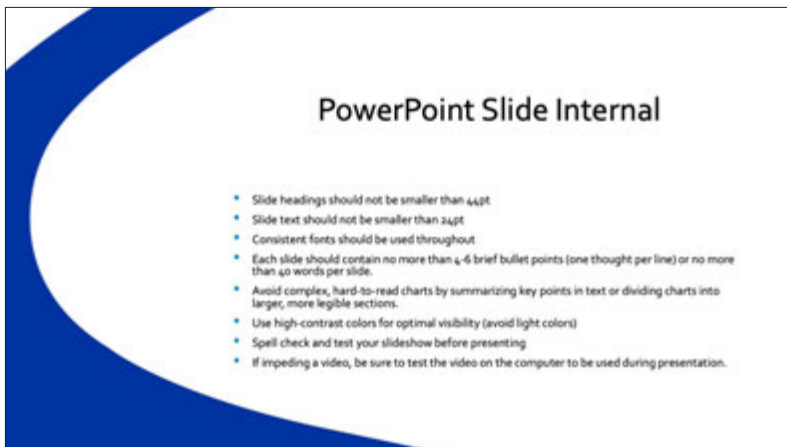 PowerPoint Slide Internal
Slide headings should not be smaller than 44pt
Slide text should not be smaller than 24pt
Consistent fonts should be used throughout
Each slide should contain no more than 4-6 brief bullet points (one thought per line) or no more
than 40 words per slide.
Avoid complex, hard-to-read charts by summarizing key points in text or dividing charts into
larger, more legible sections.
Use high-contrast colors for optimal visibility (avoid light colors)
Spell check and test your slideshow before presenting
If impeding a video, be sure to test the video on the computer to be used during presentation.